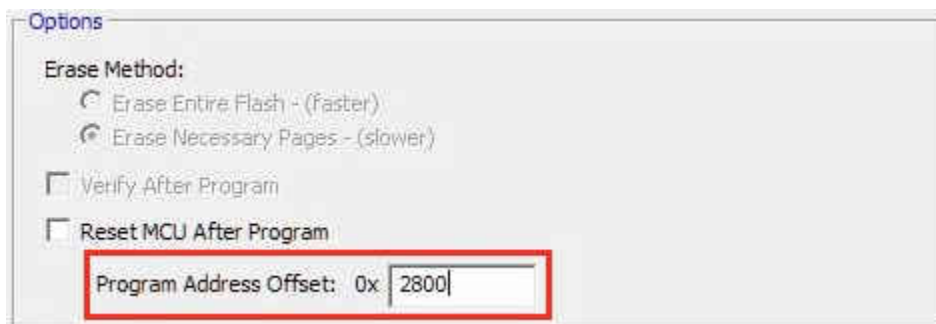 Options
Erase Method:
Erase Entire Flash - (faster)
Erase Necessary Pages - (slower)
Verify After Program
Reset MCU After Program
Program Address Offset: 0x 2800